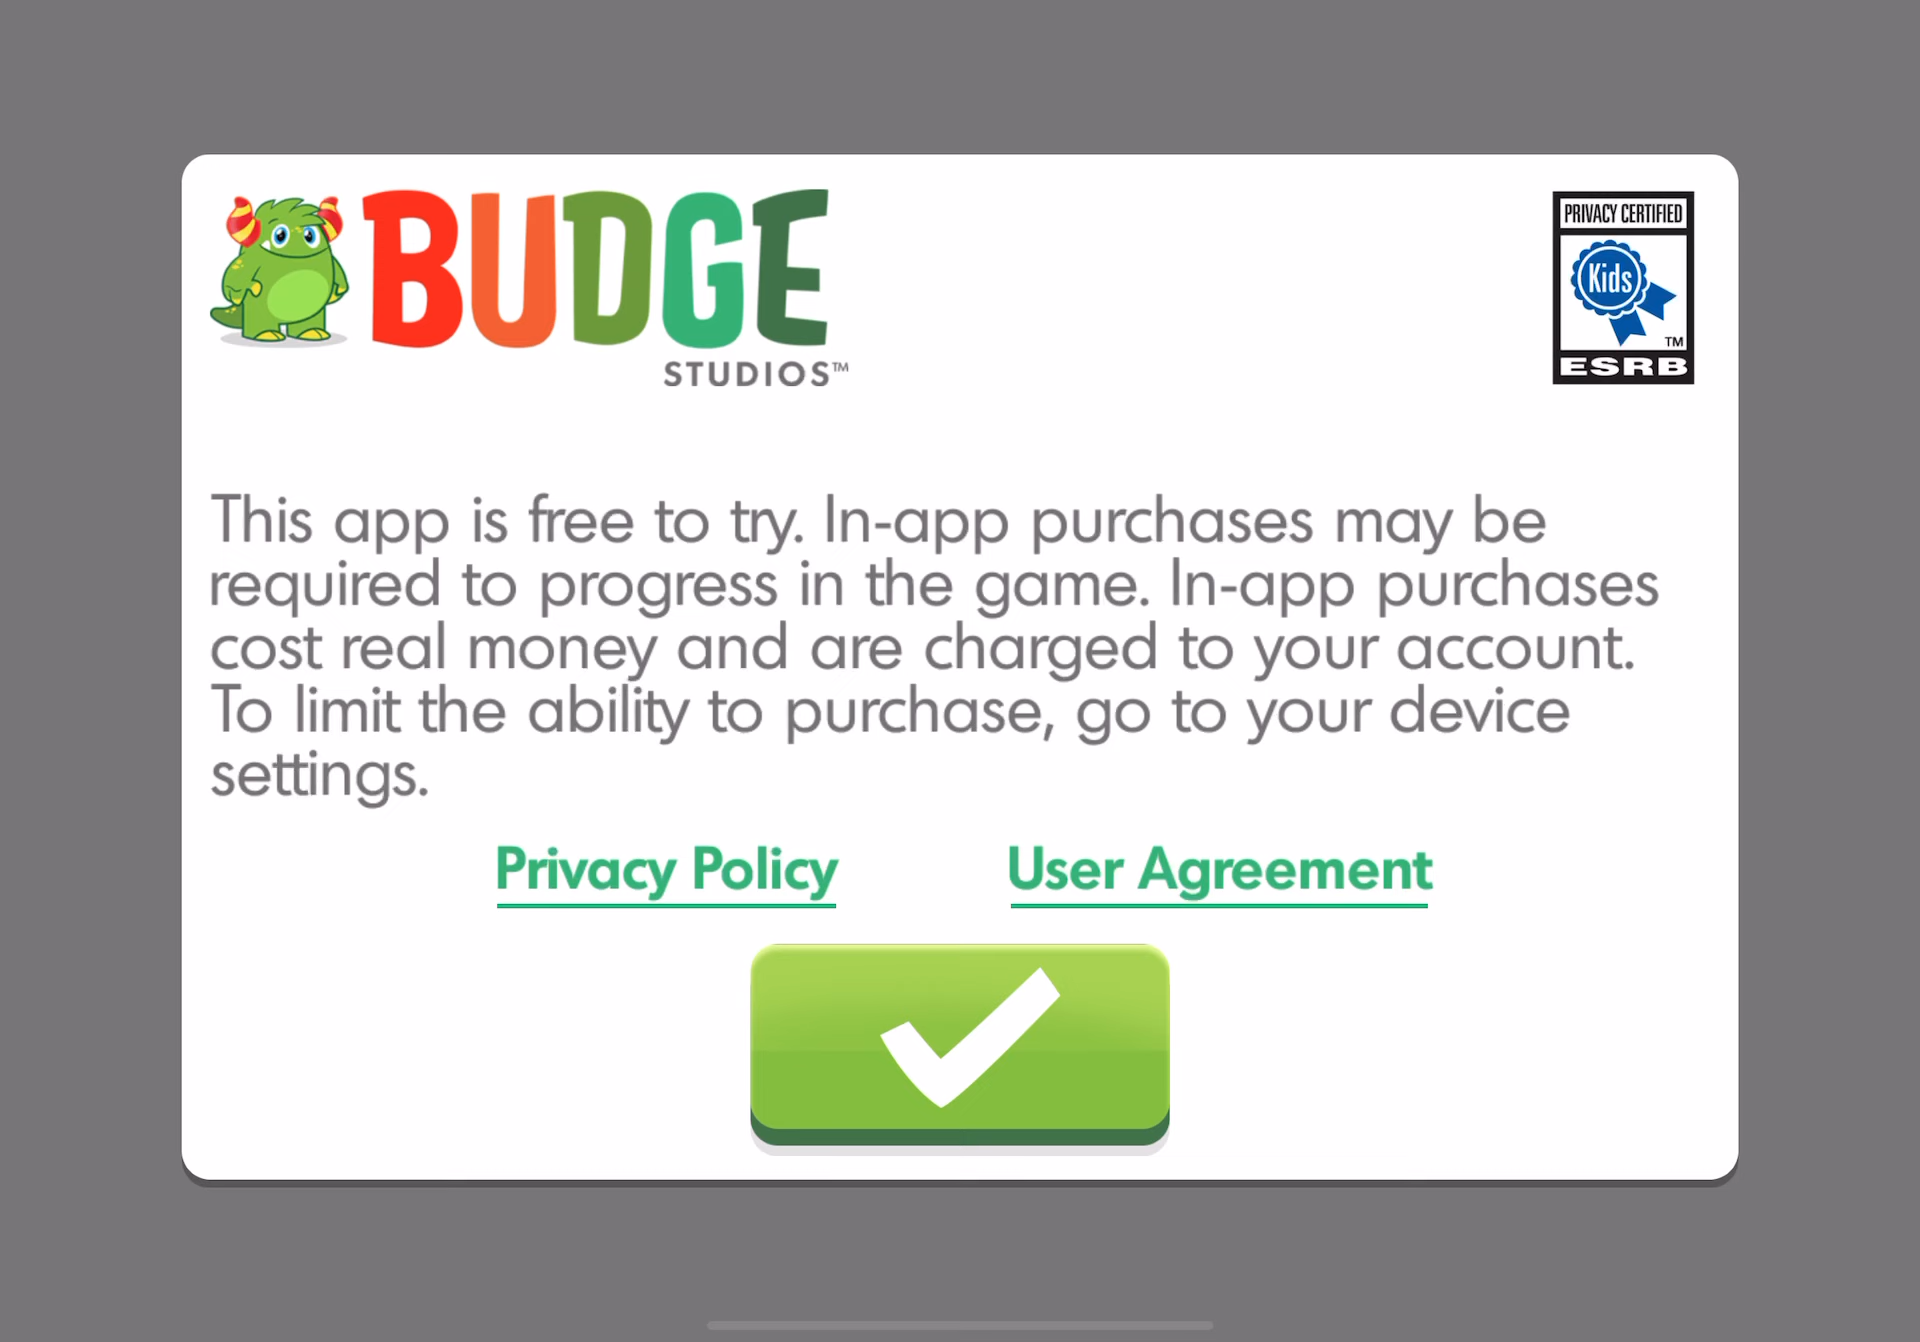 BUDGE
STUDIOS™
PRIVACY CERTIFIED
Kids
TM
ESRB
This app is free to try. In-app purchases may be
required to progress in the game. In-app purchases
cost real money and are charged to your account.
To limit the ability to purchase, go to your device
settings.
Privacy Policy
User Agreement